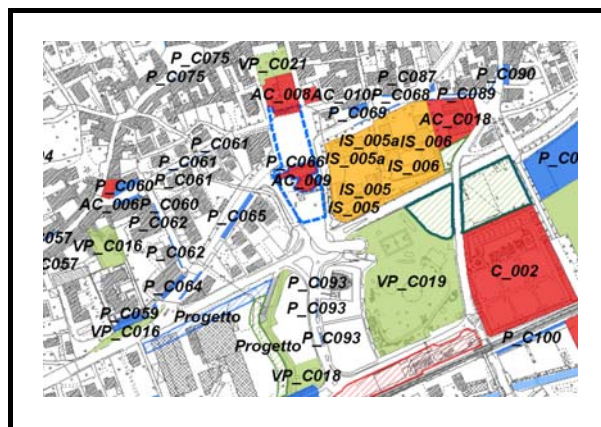 P_C075
P_C075
VP_C021
AC_008
AC_010
P_C087
P_C068
P_C069
P_C089
P_C090
AC_C018
IS_005a
IS_006
IS_005a
IS_006
IS_005
IS_005
P_C061
P_C061
P_C061
P_C066
AC_009
P_C060
AC_006
P_C060
P_C062
P_C065
VP_C016
P_C062
P_C064
P_C059
VP_C016
Progetto
Progetto
P_C093
P_C093
P_C093
VP_C019
C_002
P_C100
VP_C018